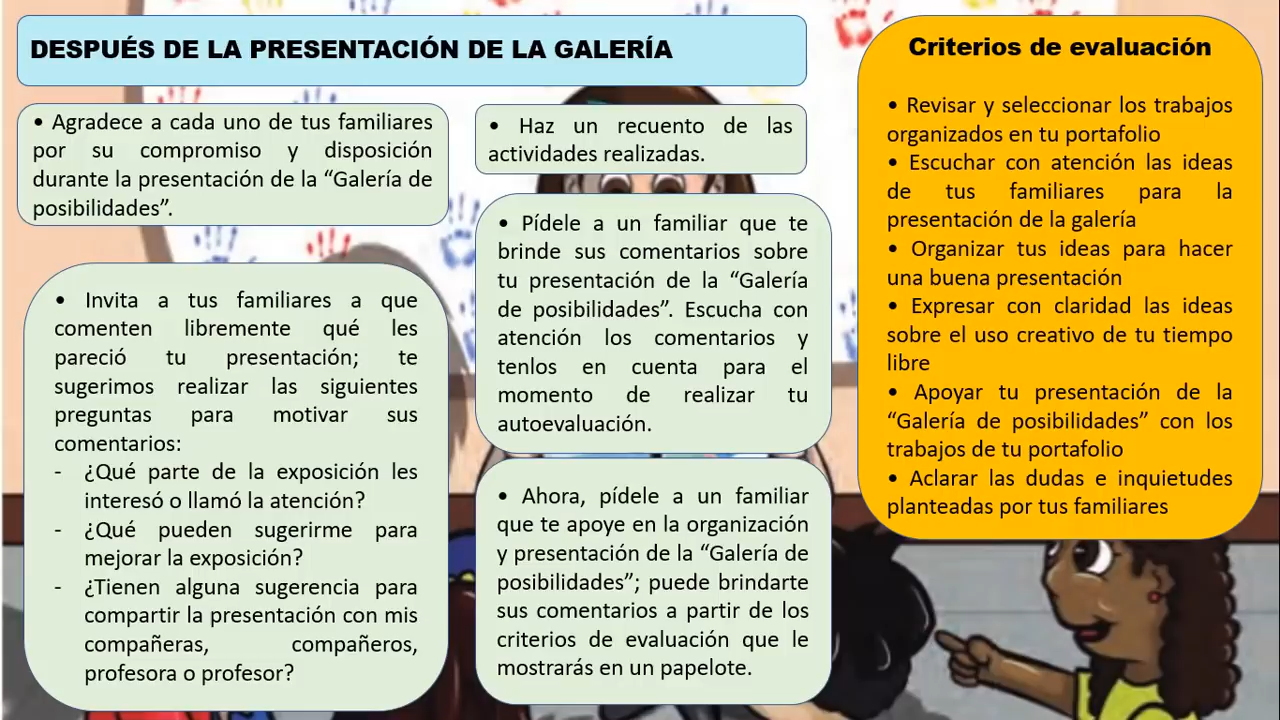 DESPUÉS DE LA PRESENTACIÓN DE LA GALERÍA
• Agradece a cada uno de tus familiares
por su compromiso y disposición
durante la presentación de la “Galería de
posibilidades”.
• Invita a tus familiares a que
comenten libremente qué les
pareció tu presentación; te
sugerimos realizar las siguientes
preguntas para motivar sus
comentarios:
- ¿Qué parte de la exposición les
interesó o llamó la atención?
- ¿Qué pueden sugerirme para
mejorar la exposición?
- ¿Tienen alguna sugerencia para
compartir la presentación con mis
compañeras, compañeros,
profesora o profesor?
• Haz un recuento de las
actividades realizadas.
• Pídele a un familiar que te
brinde sus comentarios sobre
tu presentación de la “Galería
de posibilidades”. Escucha con
atención los comentarios y
tenlos en cuenta para el
momento de realizar tu
autoevaluación.
• Ahora, pídele a un familiar
que te apoye en la organización
y presentación de la “Galería de
posibilidades”; puede brindarte
sus comentarios a partir de los
criterios de evaluación que le
mostrarás en un papelote.
Criterios de evaluación
• Revisar y seleccionar los trabajos
organizados en tu portafolio
• Escuchar con atención las ideas
de tus familiares para la
presentación de la galería
• Organizar tus ideas para hacer
una buena presentación
• Expresar con claridad las ideas
sobre el uso creativo de tu tiempo
libre
• Apoyar tu presentación de la
“Galería de posibilidades” con los
trabajos de tu portafolio
• Aclarar las dudas e inquietudes
planteadas por tus familiares